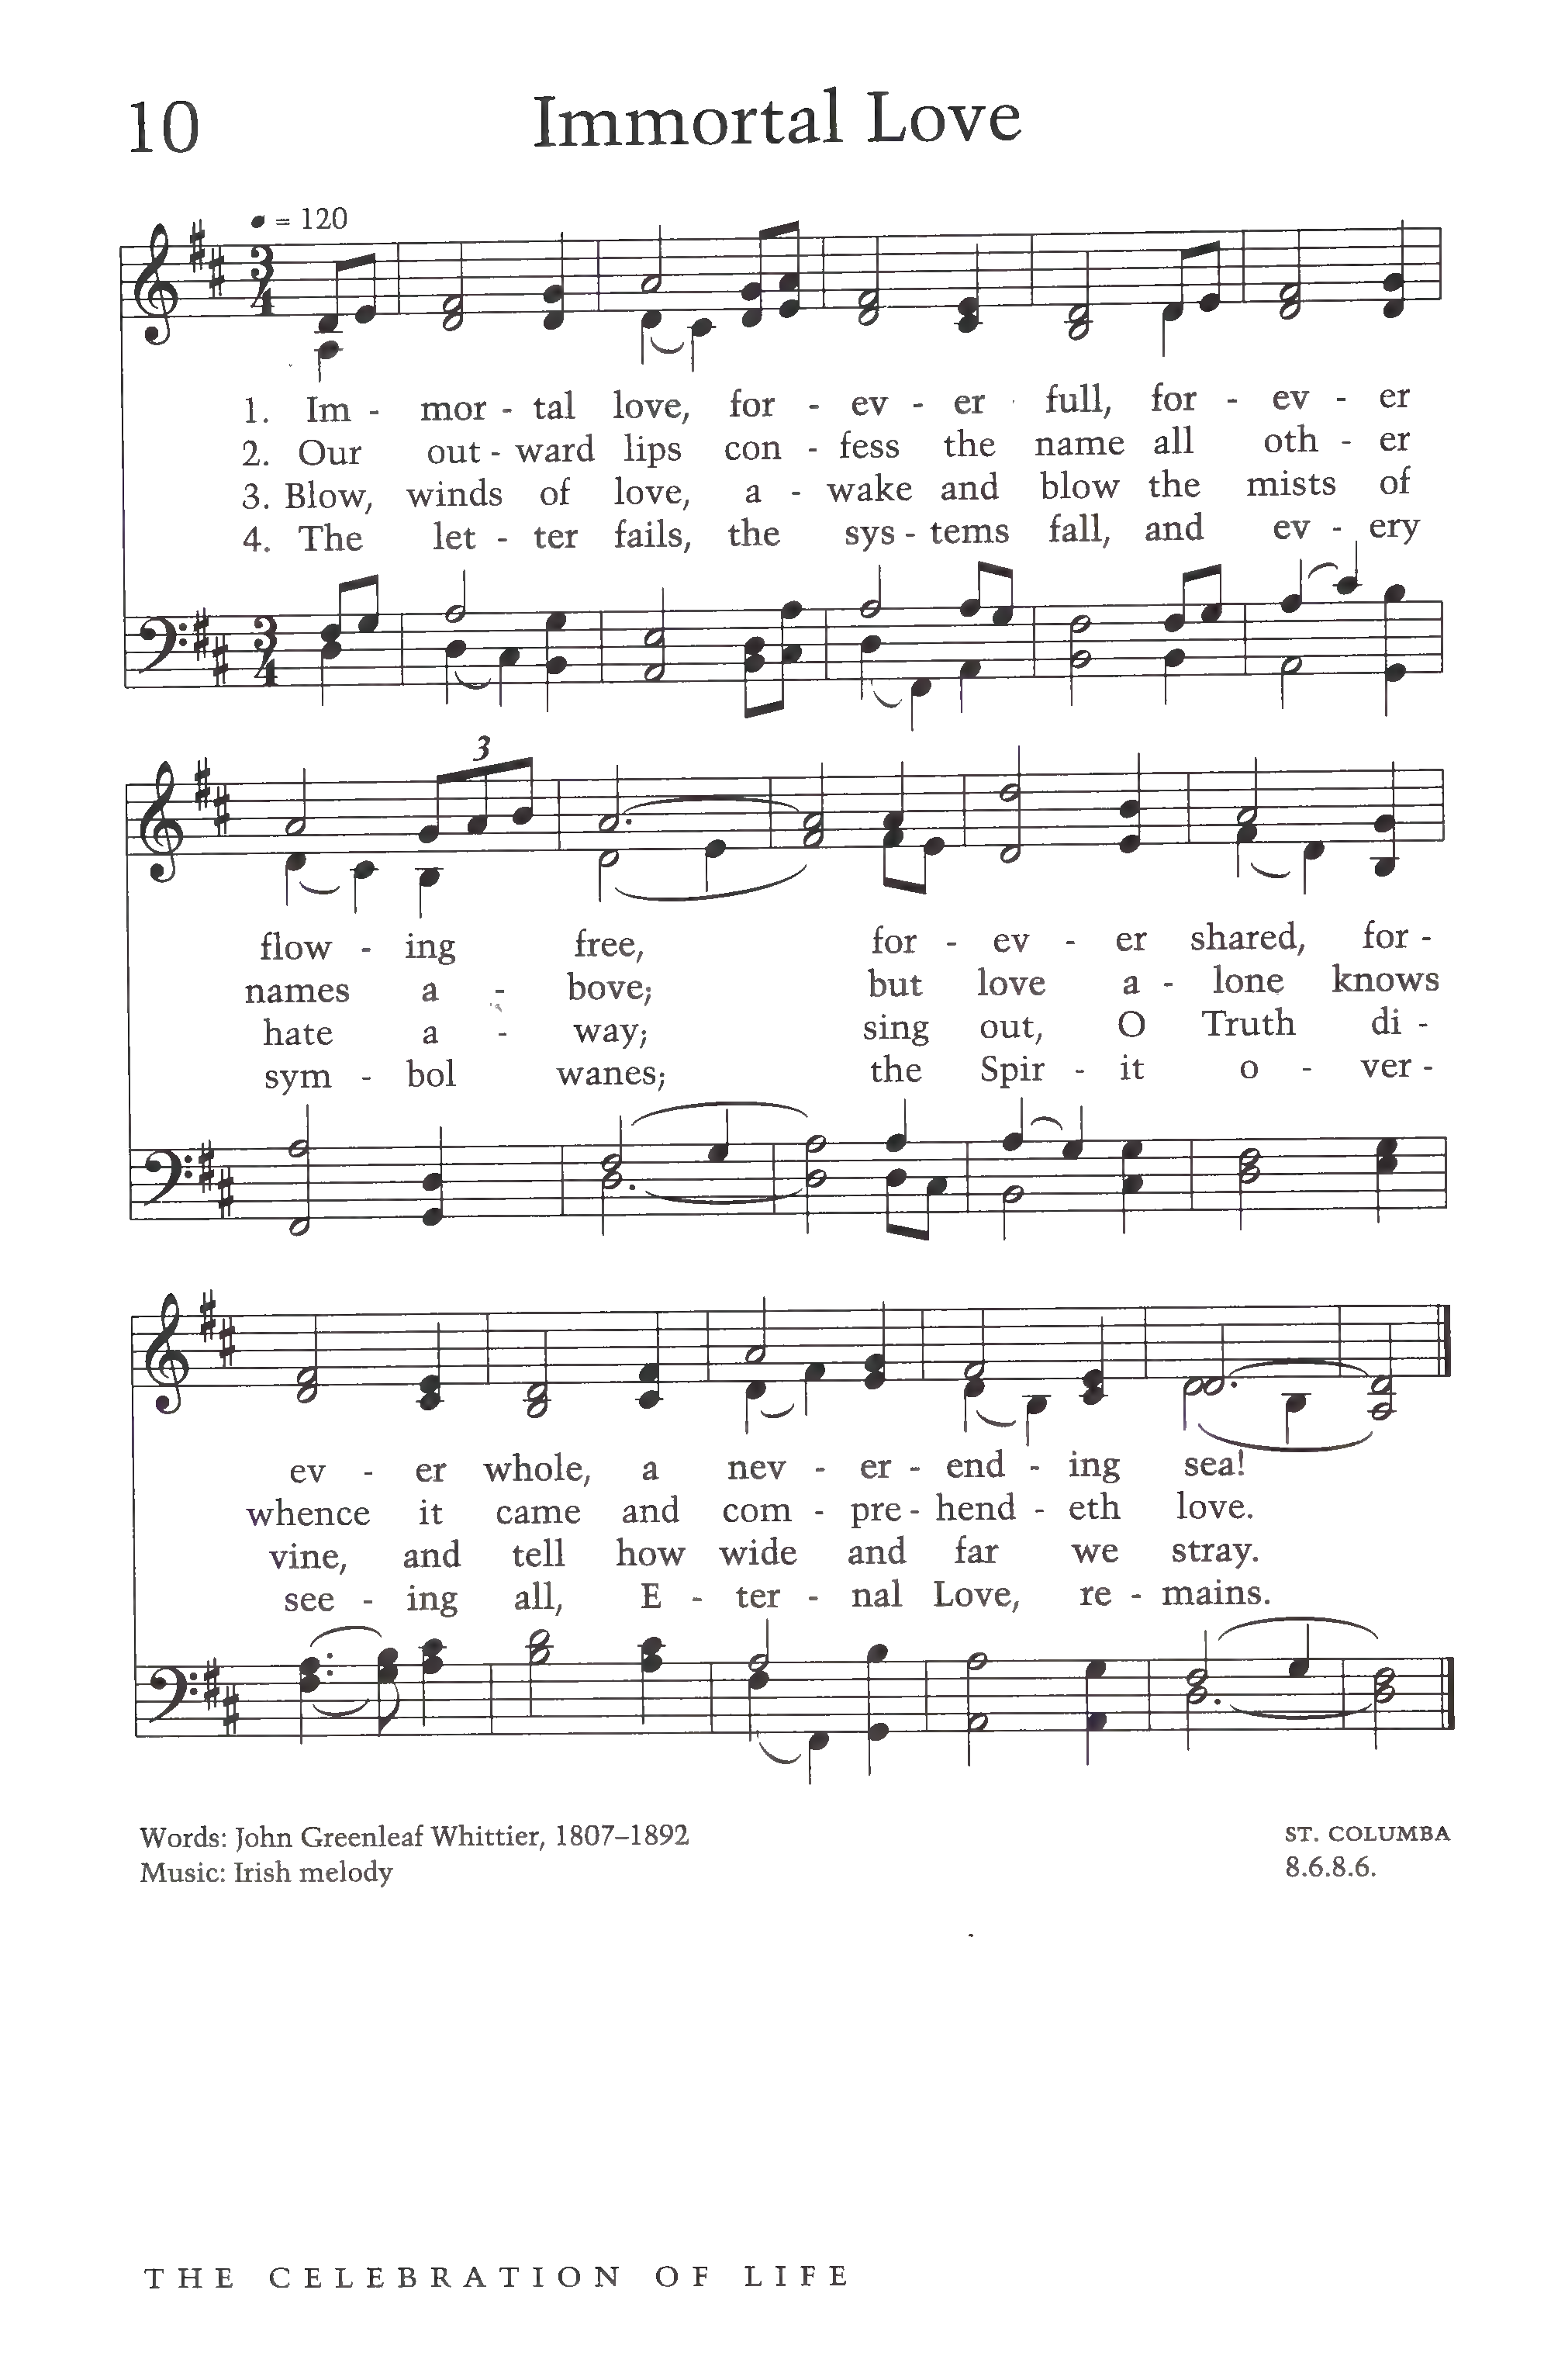 10
Immortal Love
= 120
3
4
1. Im - mor - tal love, for - ev - er full, for - ev - er
2. Our out - ward lips con - fess the name all oth - er
3. Blow, winds of love, a - wake and blow the mists of
4. The let - ter fails, the sys - tems fall, and ev - ery
3
4
3
flow - ing free, for - ev - er shared, for -
names a - bove; but love a - lone knows
hate a - way; sing out, O Truth di -
sym - bol wanes; the Spir - it o - ver -
ev - er whole, a nev - er - end - ing sea!
whence it came and com - pre - hend - eth love.
vine, and tell how wide and far we stray.
see - ing all, E - ter - nal Love, re - mains.
Words: John Greenleaf Whittier, 1807–1892
Music: Irish melody
ST. COLUMBA
8.6.8.6.
THE CELEBRATION OF LIFE